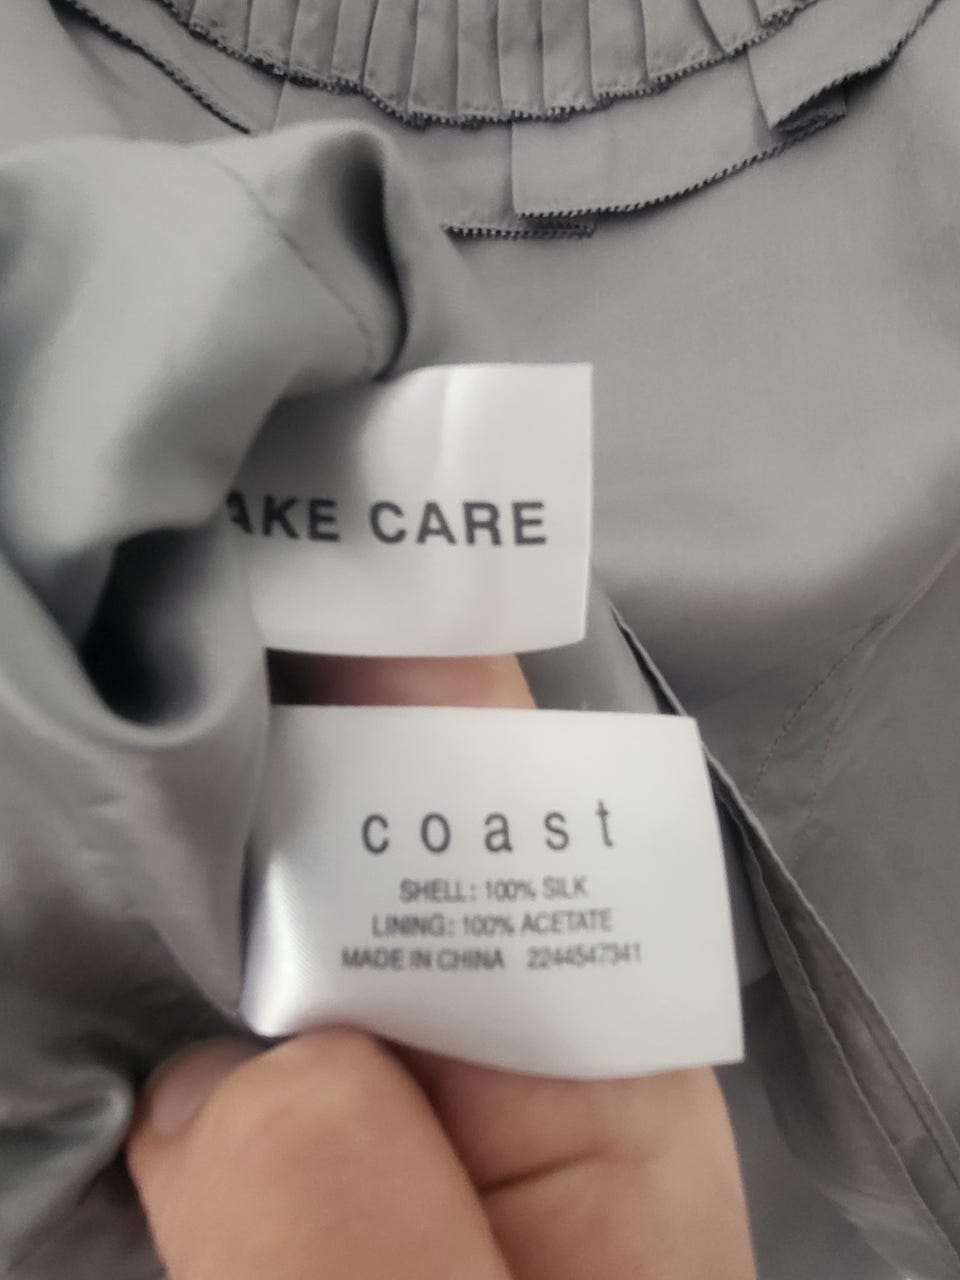 AKE CARE
coast
SHELL: 100% SILK
LINING: 100% ACETATE
MADE IN CHINA 2244547341